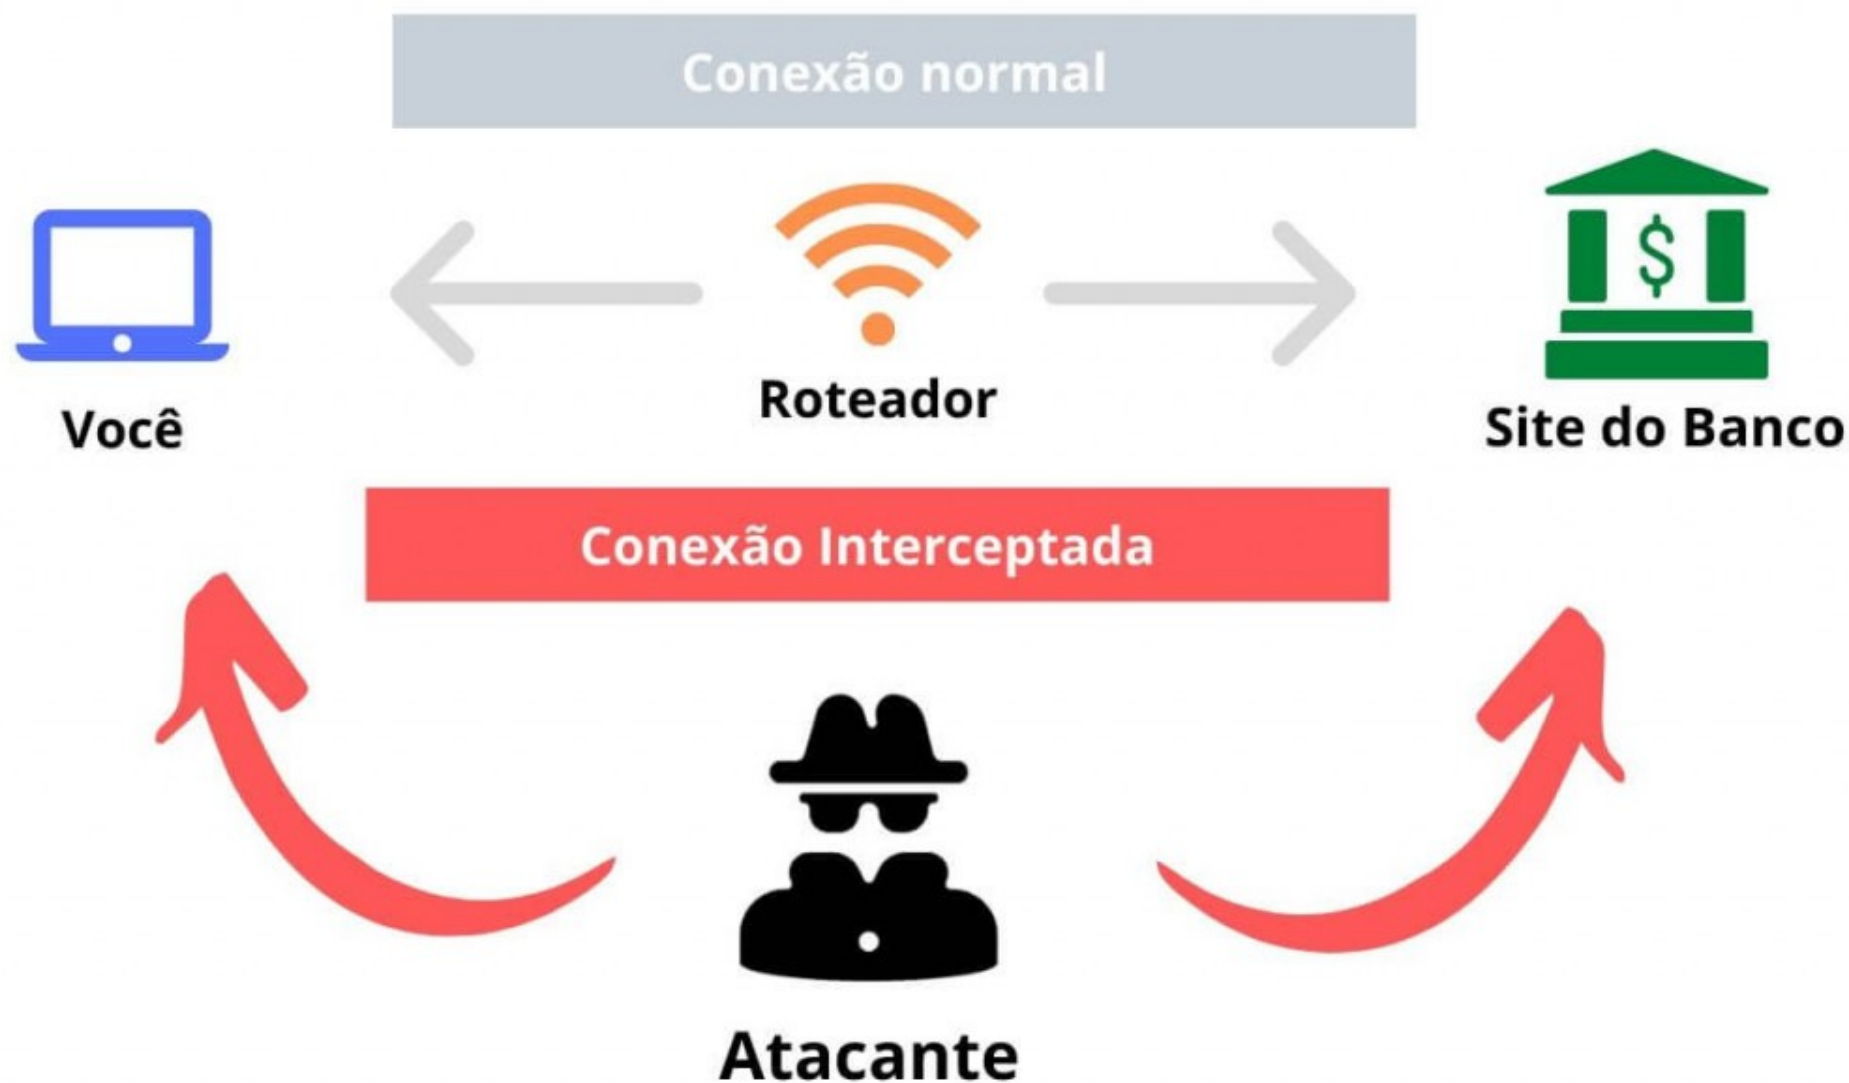 Conexão normal
Roteador
Você
Site do Banco
Conexão Interceptada
Atacante